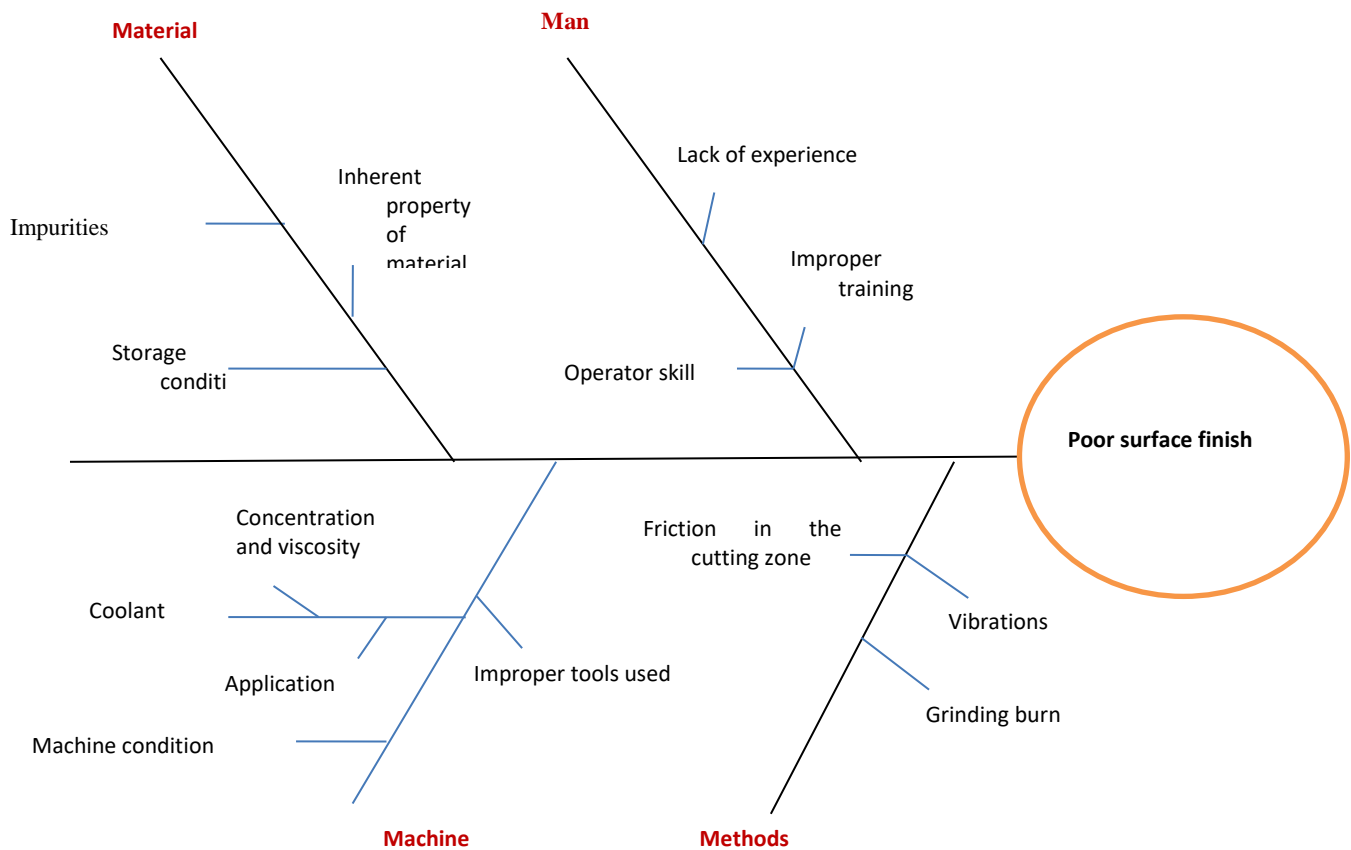 Material
Man
Lack of experience
Inherent
property
of
material
Impurities
Improper
training
Storage
conditi
Operator skill
Poor surface finish
Concentration
and viscosity
Friction in the
cutting zone
Coolant
Vibrations
Application
Improper tools used
Grinding burn
Machine condition
Machine
Methods